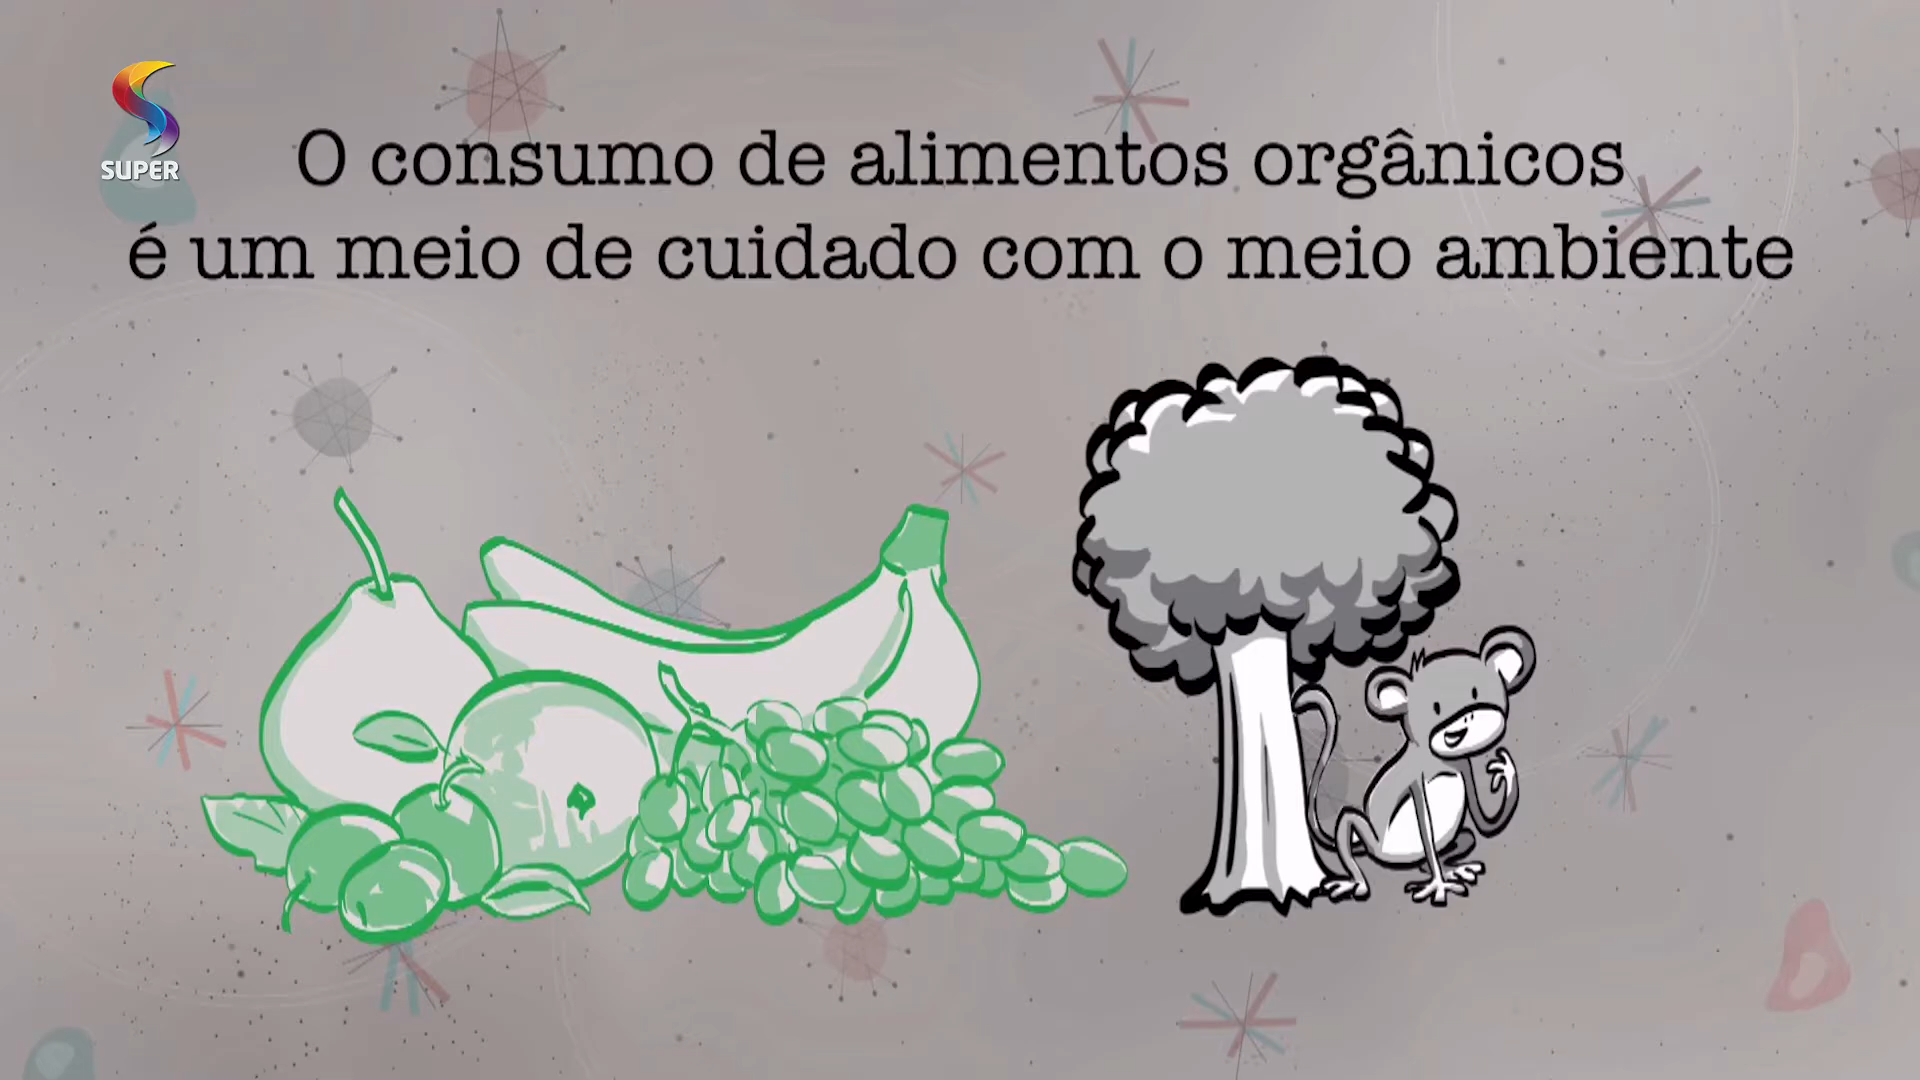 SUPER
O consumo de alimentos orgânicos
é um meio de cuidado com o meio ambiente